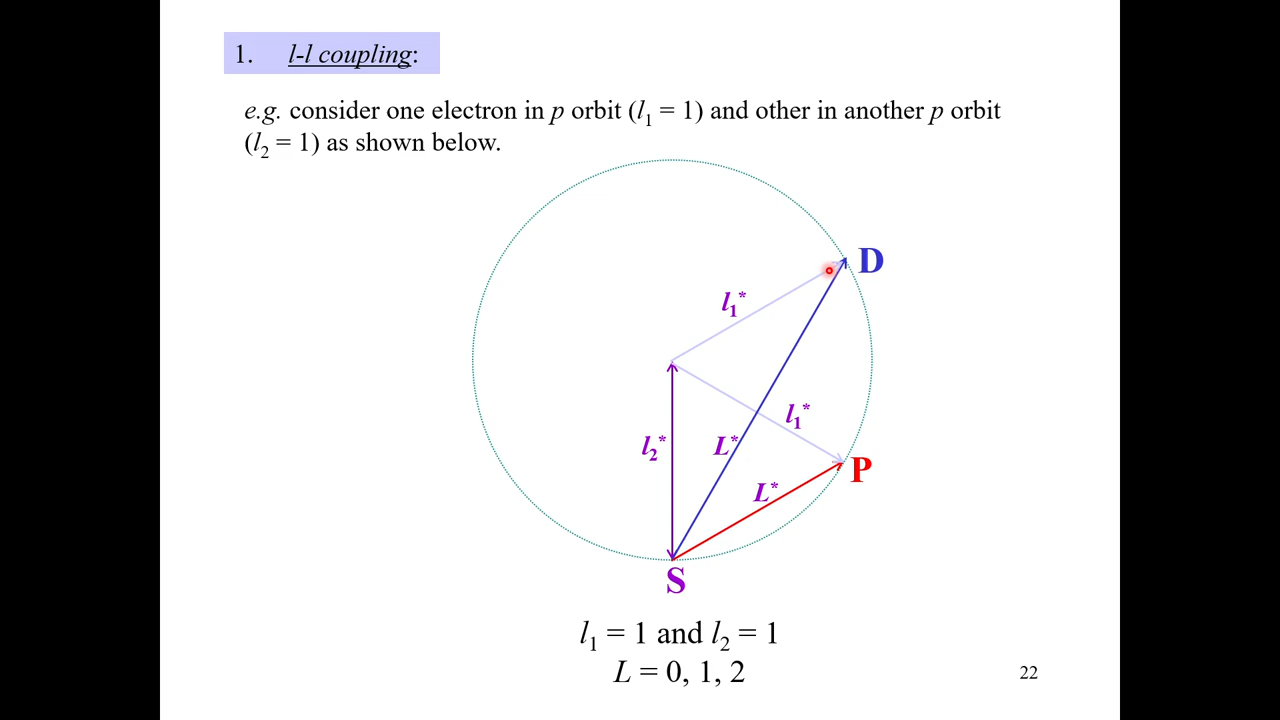 1. l-l coupling:
e.g. consider one electron in p orbit (l₁ = 1) and other in another p orbit
(l₂ = 1) as shown below.
D
l₁*
l₁*
l₂* L*
P
L*
S
l₁ = 1 and l₂ = 1
L = 0, 1, 2
22